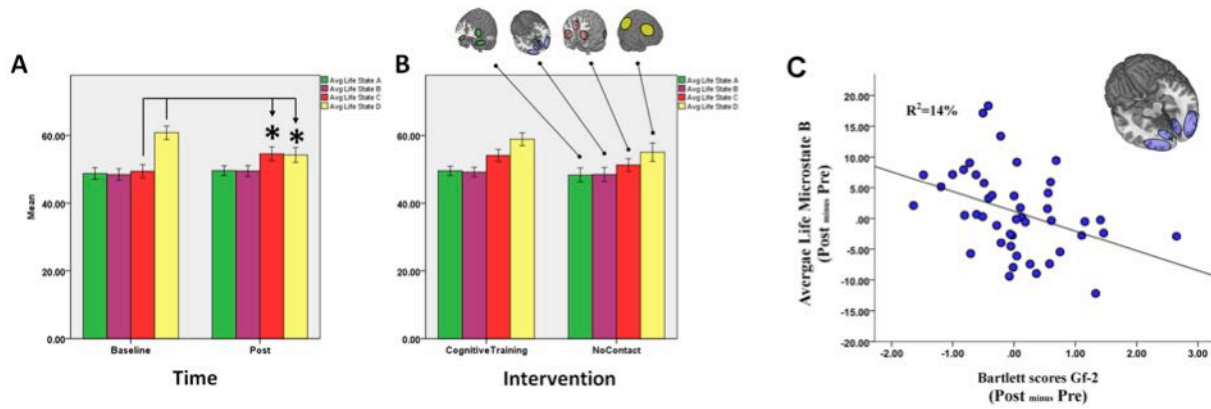 A
Avg Life State A
Avg Life State B
Avg Life State C
Avg Life State D
Mean
60.00
40.00
20.00
0.00
* *
Baseline
Post
Time
B
Avg Life State A
Avg Life State B
Avg Life State C
Avg Life State D
60.00
40.00
20.00
0.00
CognitiveTraining
NoContact
Intervention
C
R²=14%
Avergac Life Microstate B
(Post minus Pre)
20.00
15.00
10.00
5.00
.00
-5.00
-10.00
-15.00
-20.00
-2.00
-1.00
.00
1.00
2.00
3.00
Bartlett scores Gf-2
(Post minus Pre)